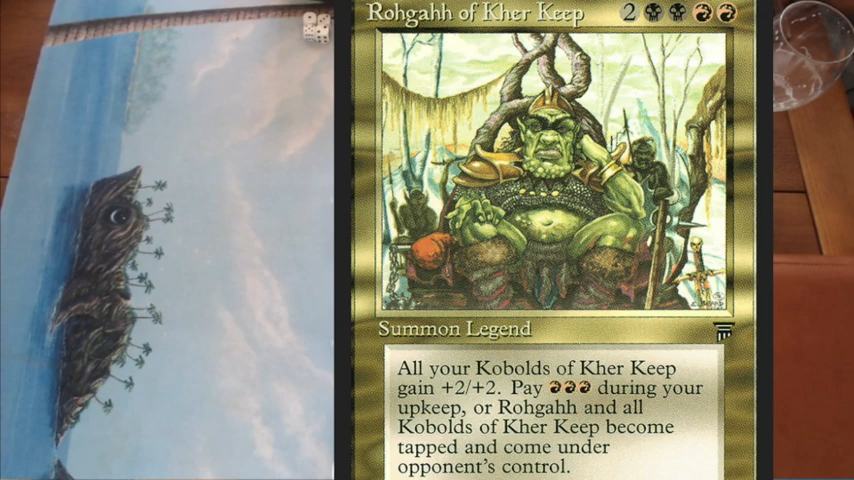 Rohgahh of Kher Keep 2
Summon Legend
All your Kobolds of Kher Keep
gain +2/+2. Pay during your
upkeep, or Rohgahh and all
Kobolds of Kher Keep become
tapped and come under
opponent's control.